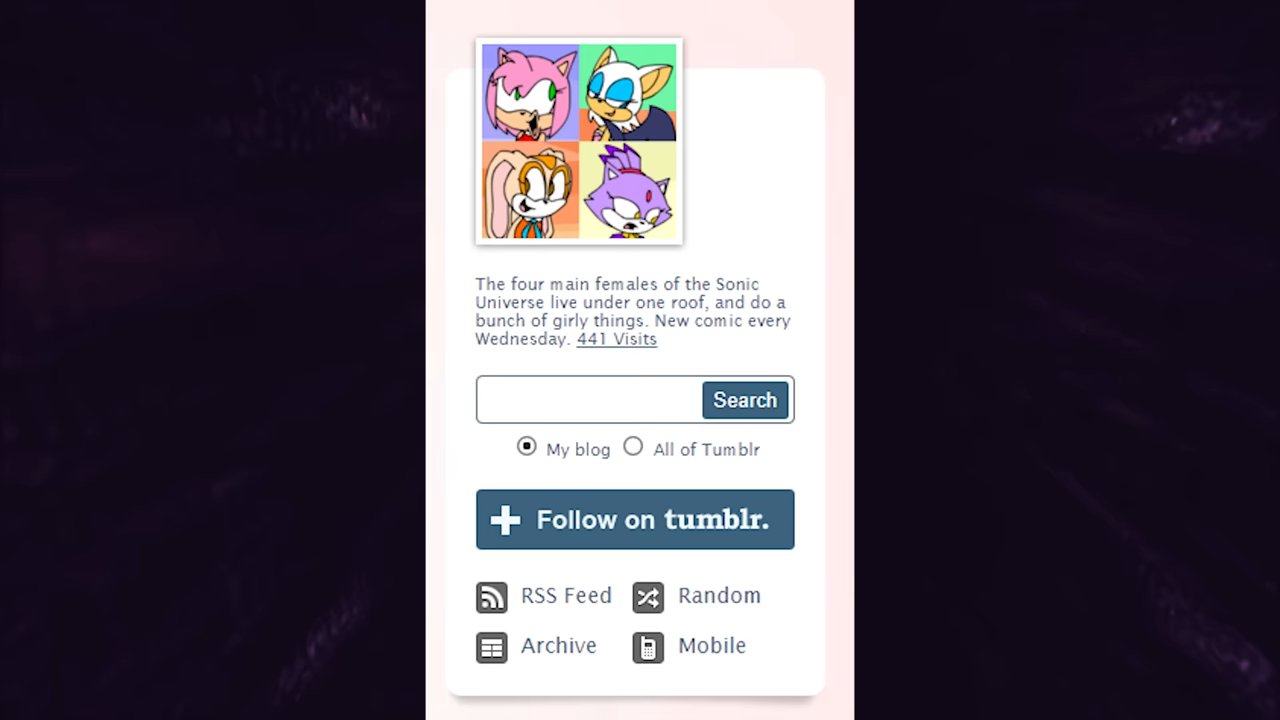 The four main females of the Sonic
Universe live under one roof, and do a
bunch of girly things. New comic every
Wednesday. 441 Visits
Search
My blog All of Tumblr
Follow on tumblr.
RSS Feed Random
Archive Mobile